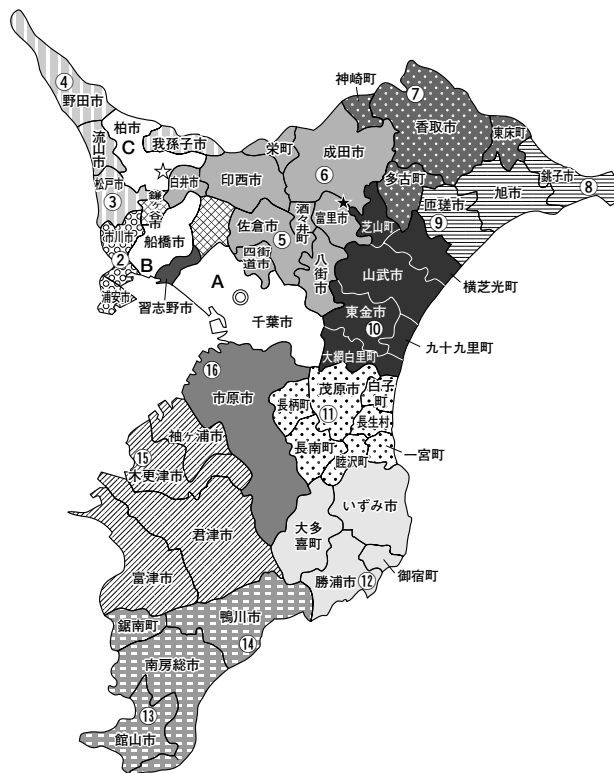 ④
野田市
柏市
C
流山市
我孫子市
松戸市
③
鎌ケ谷市
白井市
印西市
栄町
成田市
⑥
神崎町
⑦
香取市
東床町
多古町
銚子市
⑧
旭市
匝瑳市
⑨
市川市
②
浦安市
船橋市
B
習志野市
佐倉市
⑤
酒々井町
富里市
四街道市
八街市
芝山町
横芝光町
山武市
A
千葉市
東金市
⑩
九十九里町
大網白里町
⑯
市原市
茂原市
⑪
白子町
長柄町
長生村
長南町
睦沢町
一宮町
袖ヶ浦市
⑮
木更津市
いすみ市
大多喜町
君津市
富津市
勝浦市
⑫
御宿町
鴨川市
⑭
鋸南町
南房総市
⑬
館山市